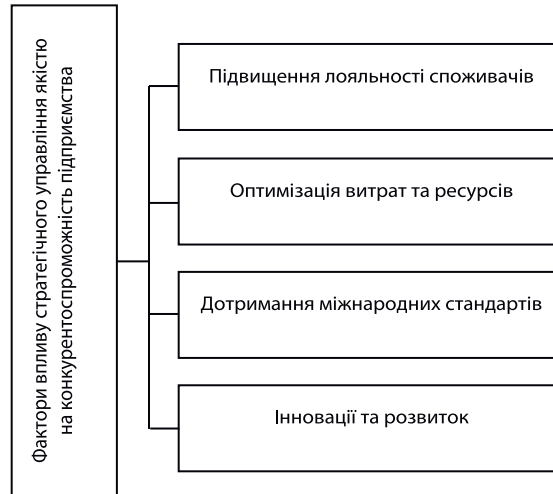 Фактори впливу стратегічного управління якістю
на конкурентоспроможність підприємства
Підвищення лояльності споживачів
Оптимізація витрат та ресурсів
Дотримання міжнародних стандартів
Інновації та розвиток